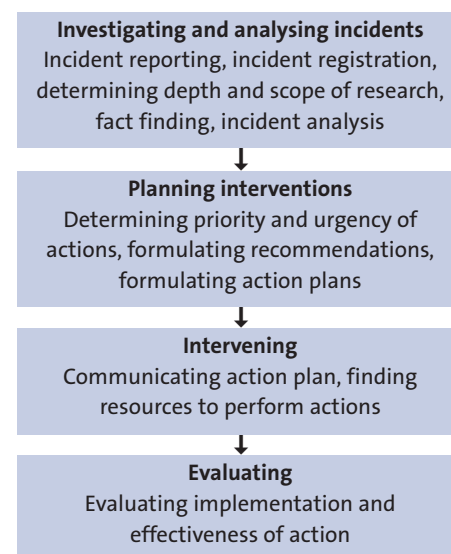 Investigating and analysing incidents
Incident reporting, incident registration,
determining depth and scope of research,
fact finding, incident analysis
Planning interventions
Determining priority and urgency of
actions, formulating recommendations,
formulating action plans
Intervening
Communicating action plan, finding
resources to perform actions
Evaluating
Evaluating implementation and
effectiveness of action